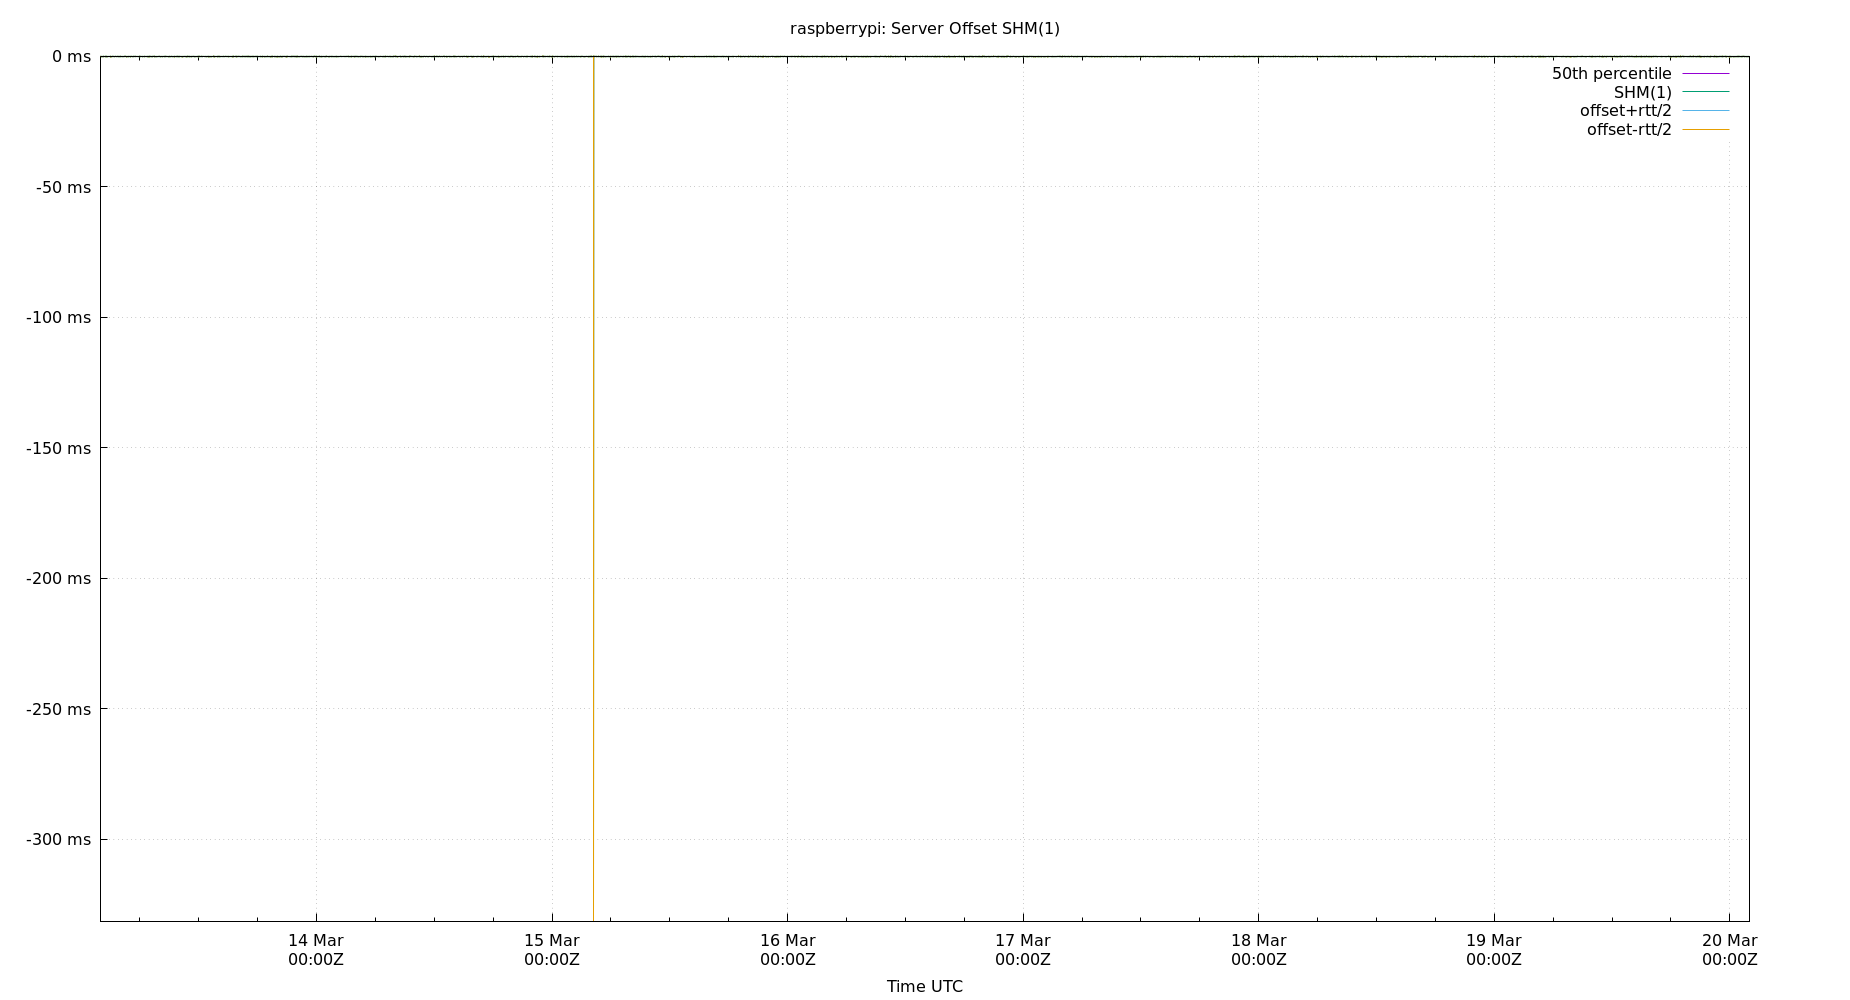 raspberrypi: Server Offset SHM(1)
0 ms
50th percentile
SHM(1)
offset+rtt/2
offset-rtt/2
-50 ms
-100 ms
-150 ms
-200 ms
-250 ms
-300 ms
14 Mar 15 Mar 16 Mar 17 Mar 18 Mar 19 Mar 20 Mar
00:00Z 00:00Z 00:00Z 00:00Z 00:00Z 00:00Z 00:00Z
Time UTC